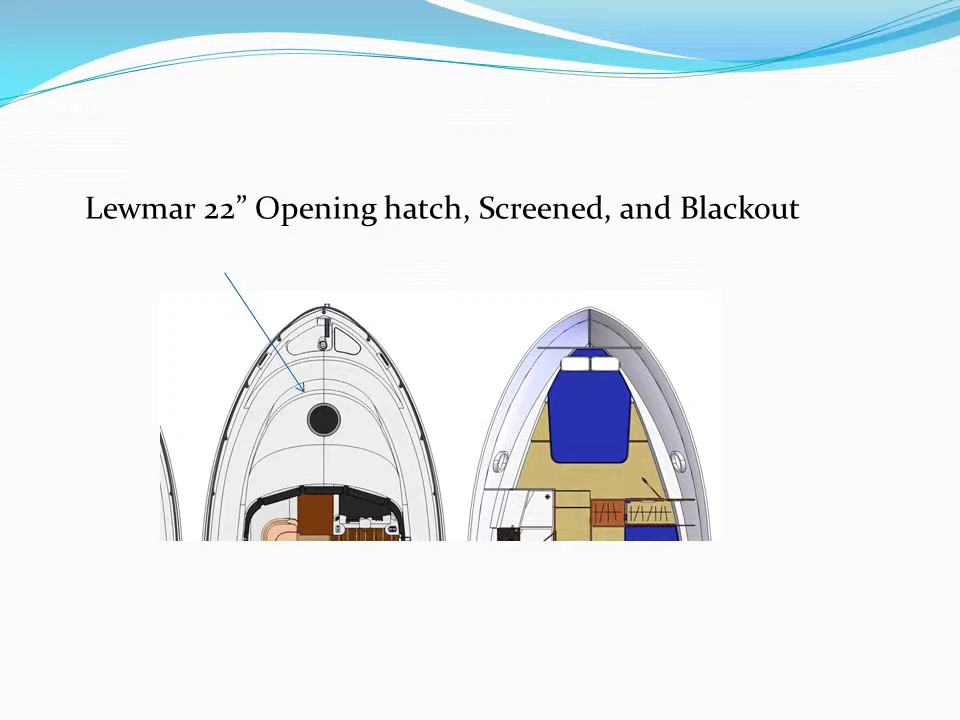 Lewmar 22” Opening hatch, Screened, and Blackout